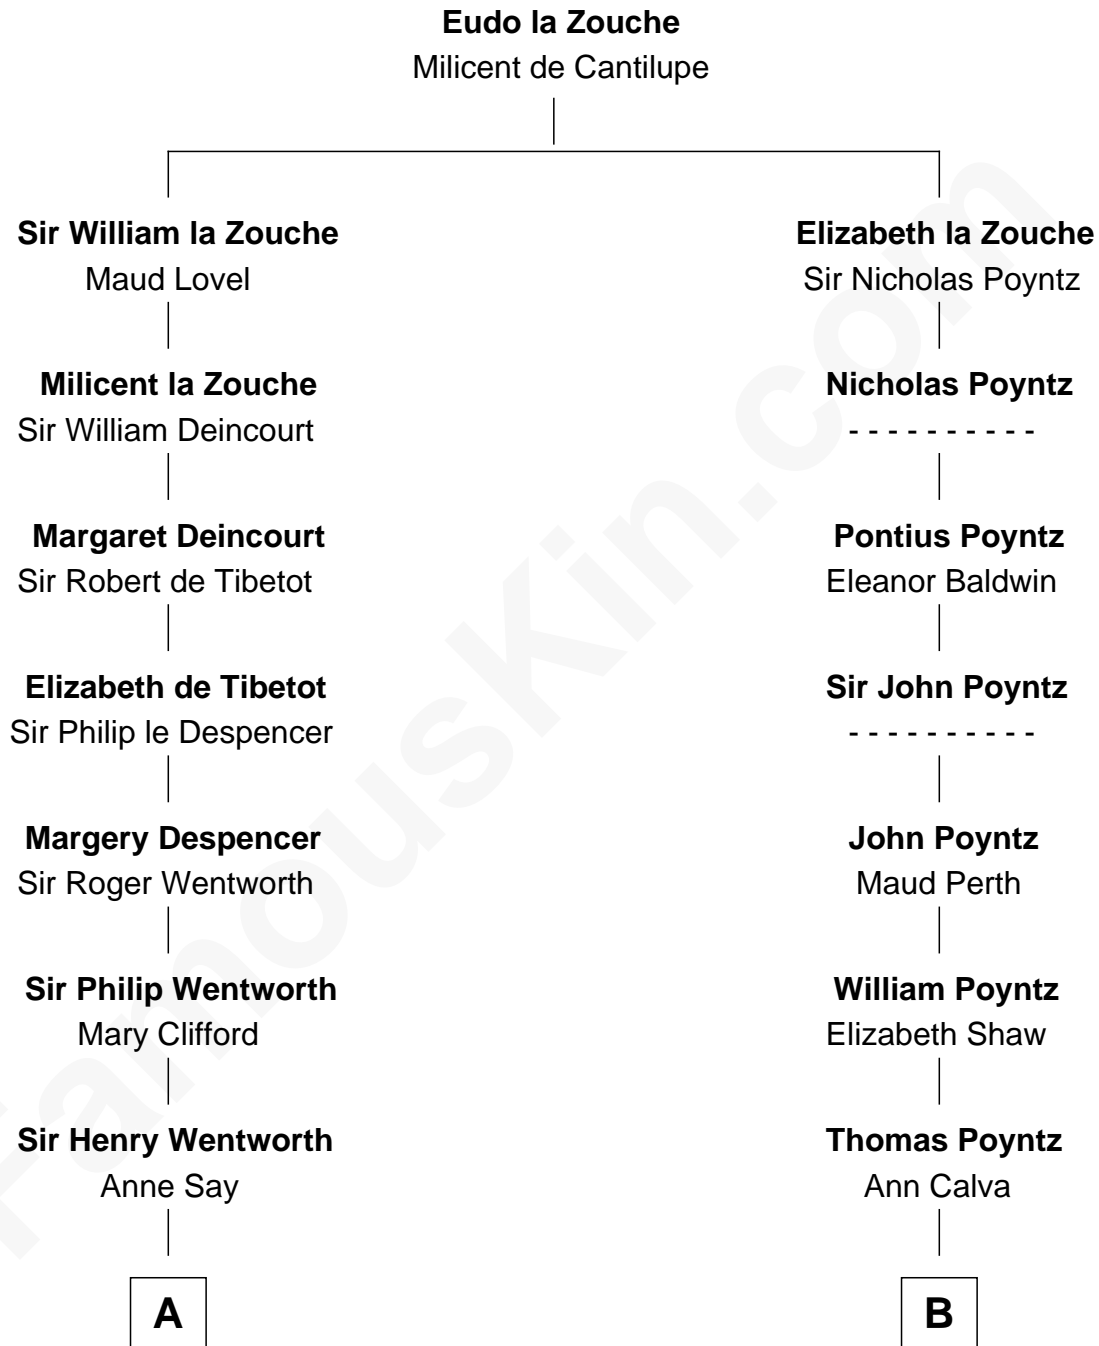 Eudo la Zouche
Milicent de Cantilupe
Sir William la Zouche
Maud Lovel
Elizabeth la Zouche
Sir Nicholas Poyntz
Milicent la Zouche
Sir William Deincourt
Nicholas Poyntz
- - - - - - - - - -
Margaret Deincourt
Sir Robert de Tibetot
Pontius Poyntz
Eleanor Baldwin
Elizabeth de Tibetot
Sir Philip le Despencer
Sir John Poyntz
- - - - - - - - - -
Margery Despencer
Sir Roger Wentworth
John Poyntz
Maud Perth
Sir Philip Wentworth
Mary Clifford
William Poyntz
Elizabeth Shaw
Sir Henry Wentworth
Anne Say
Thomas Poyntz
Ann Calva
A
B
FamousKin.com